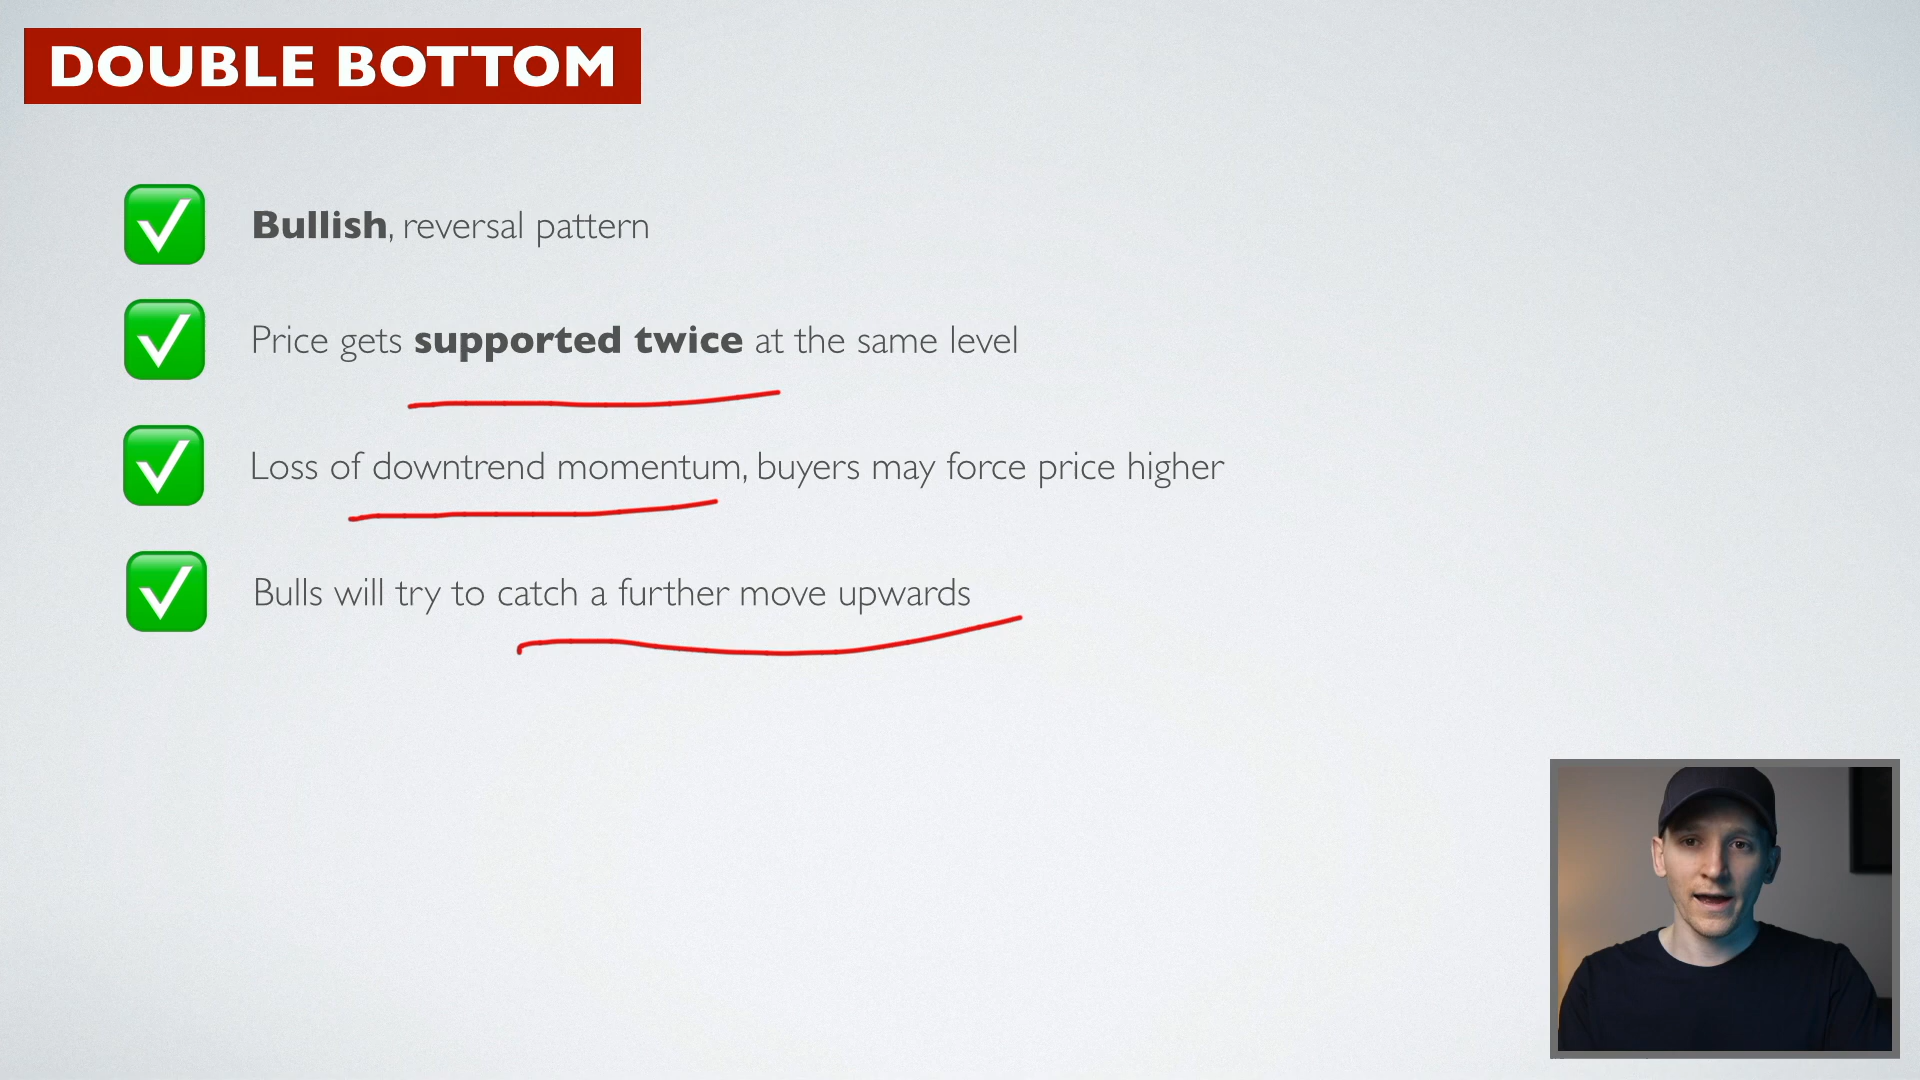 DOUBLE BOTTOM
Bullish, reversal pattern
Price gets supported twice at the same level
Loss of downtrend momentum, buyers may force price higher
Bulls will try to catch a further move upwards